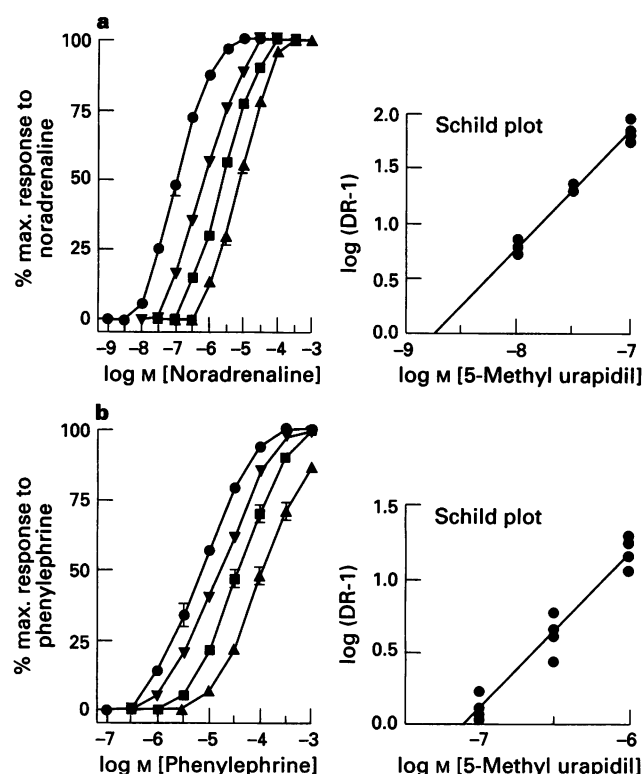 a
% max. response to
noradrenaline
100
75
50
25
0
−9 −8 −7 −6 −5 −4 −3
log M [Noradrenaline]
Schild plot
log (DR-1)
2.0
1.5
1.0
0.5
0.0
−9 −8 −7
log M [5-Methyl urapidil]
b
% max. response to
phenylephrine
100
75
50
25
0
−7 −6 −5 −4 −3
log M [Phenylephrine]
Schild plot
log (DR-1)
1.5
1.0
0.5
0.0
−7 −6
log M [5-Methyl urapidil]